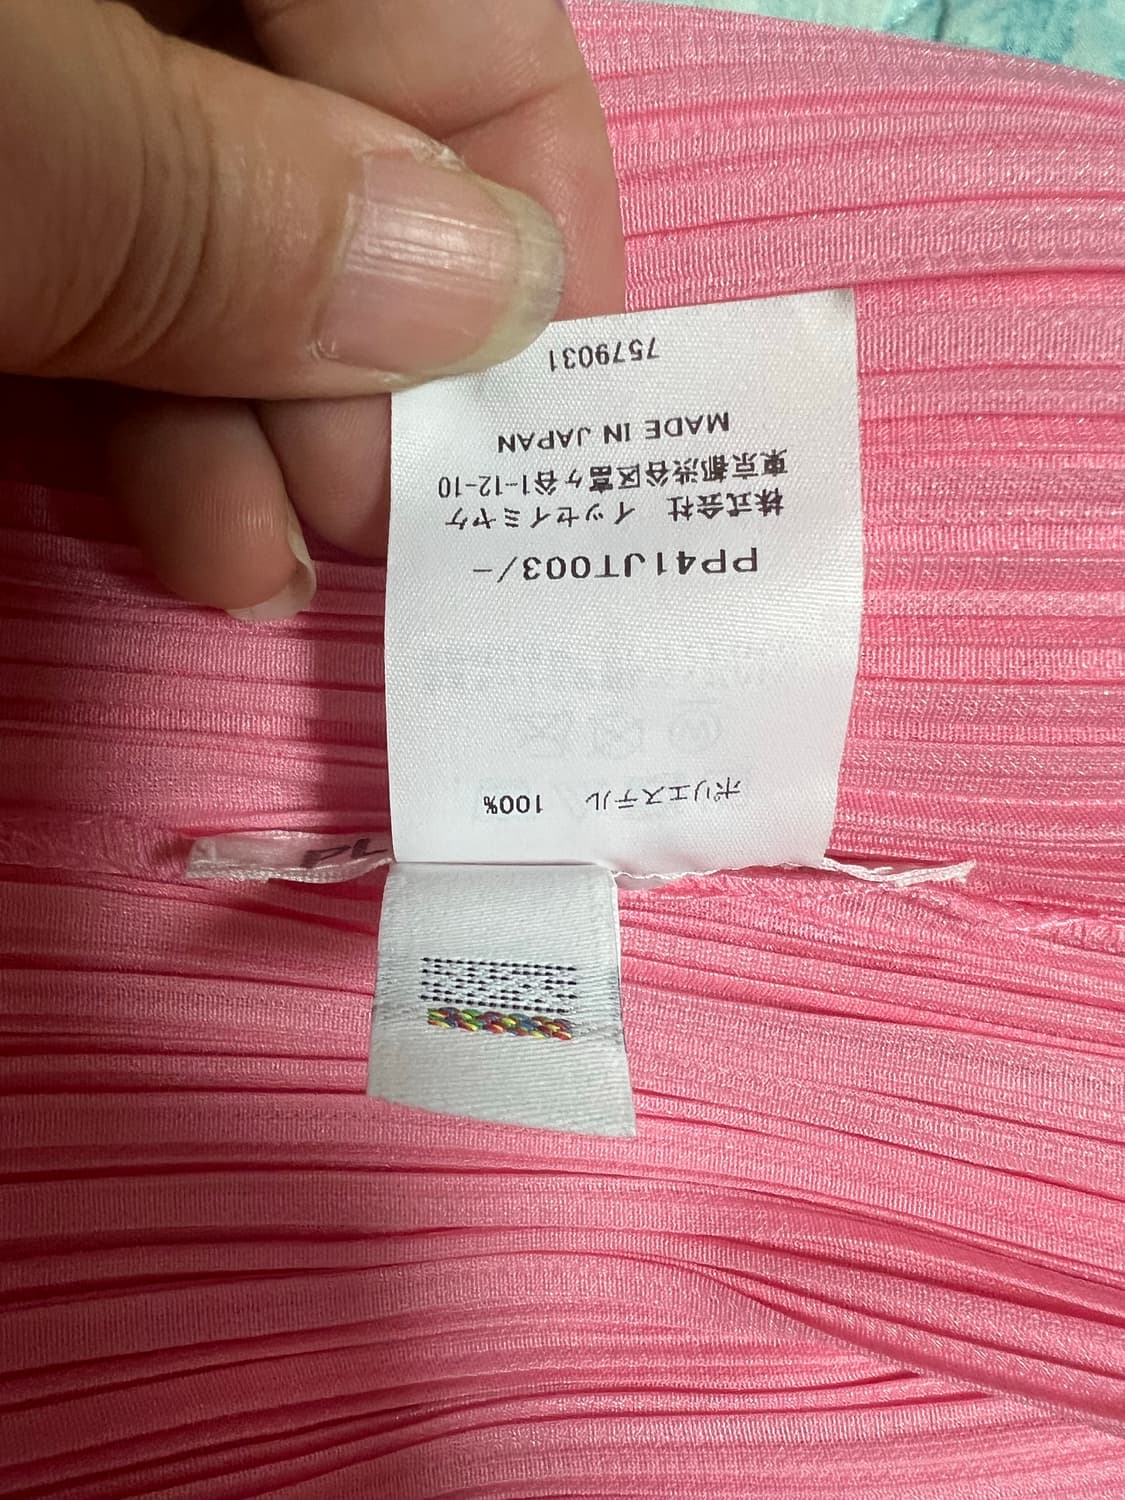 ポリエステル 100%
PP41JT003/-
株式会社 イッセイミヤケ
東京都渋谷区富ヶ谷1-12-10
MADE IN JAPAN
7579031